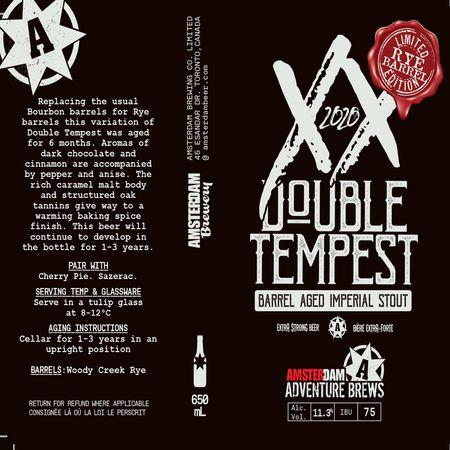 A
Replacing the usual
Bourbon barrels for Rye
barrels this variation of
Double Tempest was aged
for 6 months. Aromas of
dark chocolate and
cinnamon are accompanied
by pepper and anise. The
rich caramel malt body
and structured oak
tannins give way to a
warming baking spice
finish. This beer will
continue to develop in
the bottle for 1-3 years.
PAIR WITH
Cherry Pie. Sazerac.
SERVING TEMP & GLASSWARE
Serve in a tulip glass
at 8-12°C
AGING INSTRUCTIONS
Cellar for 1-3 years in an
upright position
BARRELS:Woody Creek Rye
RETURN FOR REFUND WHERE APPLICABLE
CONSIGNÉE LÀ OÙ LA LOI LE PERSCRIT
AMSTERDAM Brewery
AMSTERDAM BREWING CO. LIMITED
45 ESANDAR DR. TORONTO, CANADA
@ amsterdambeer.com
650
mL
LIMITED
RYE
BARREL
EDITION
XX
2020
DOUBLE
TEMPEST
BARREL AGED IMPERIAL STOUT
EXTRA STRONG BEER A BIÈRE EXTRA-FORTE
AMSTERDAM A
ADVENTURE BREWS
Alc. Vol. 11.3% IBU 75